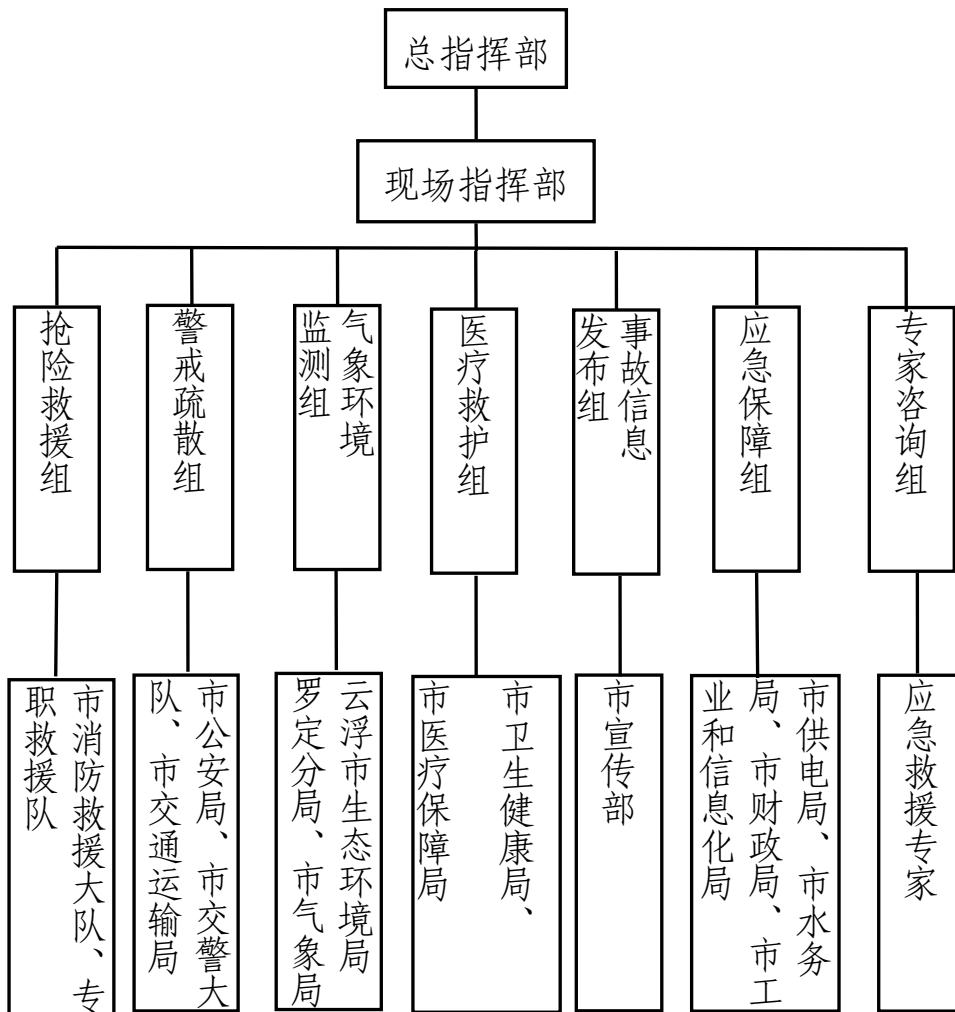 总指挥部
现场指挥部
抢险救援组
警戒疏散组
气象环境
监测组
医疗救护组
事故信息
发布组
应急保障组
专家咨询组
市消防救援大队、专
职救援队
市公安局、市交警大
队、市交通运输局
云浮市生态环境局
罗定分局、市气象局
市卫生健康局、
市医疗保障局
市宣传部
市供电局、市水务
局、市财政局、市工
业和信息化局
应急救援专家